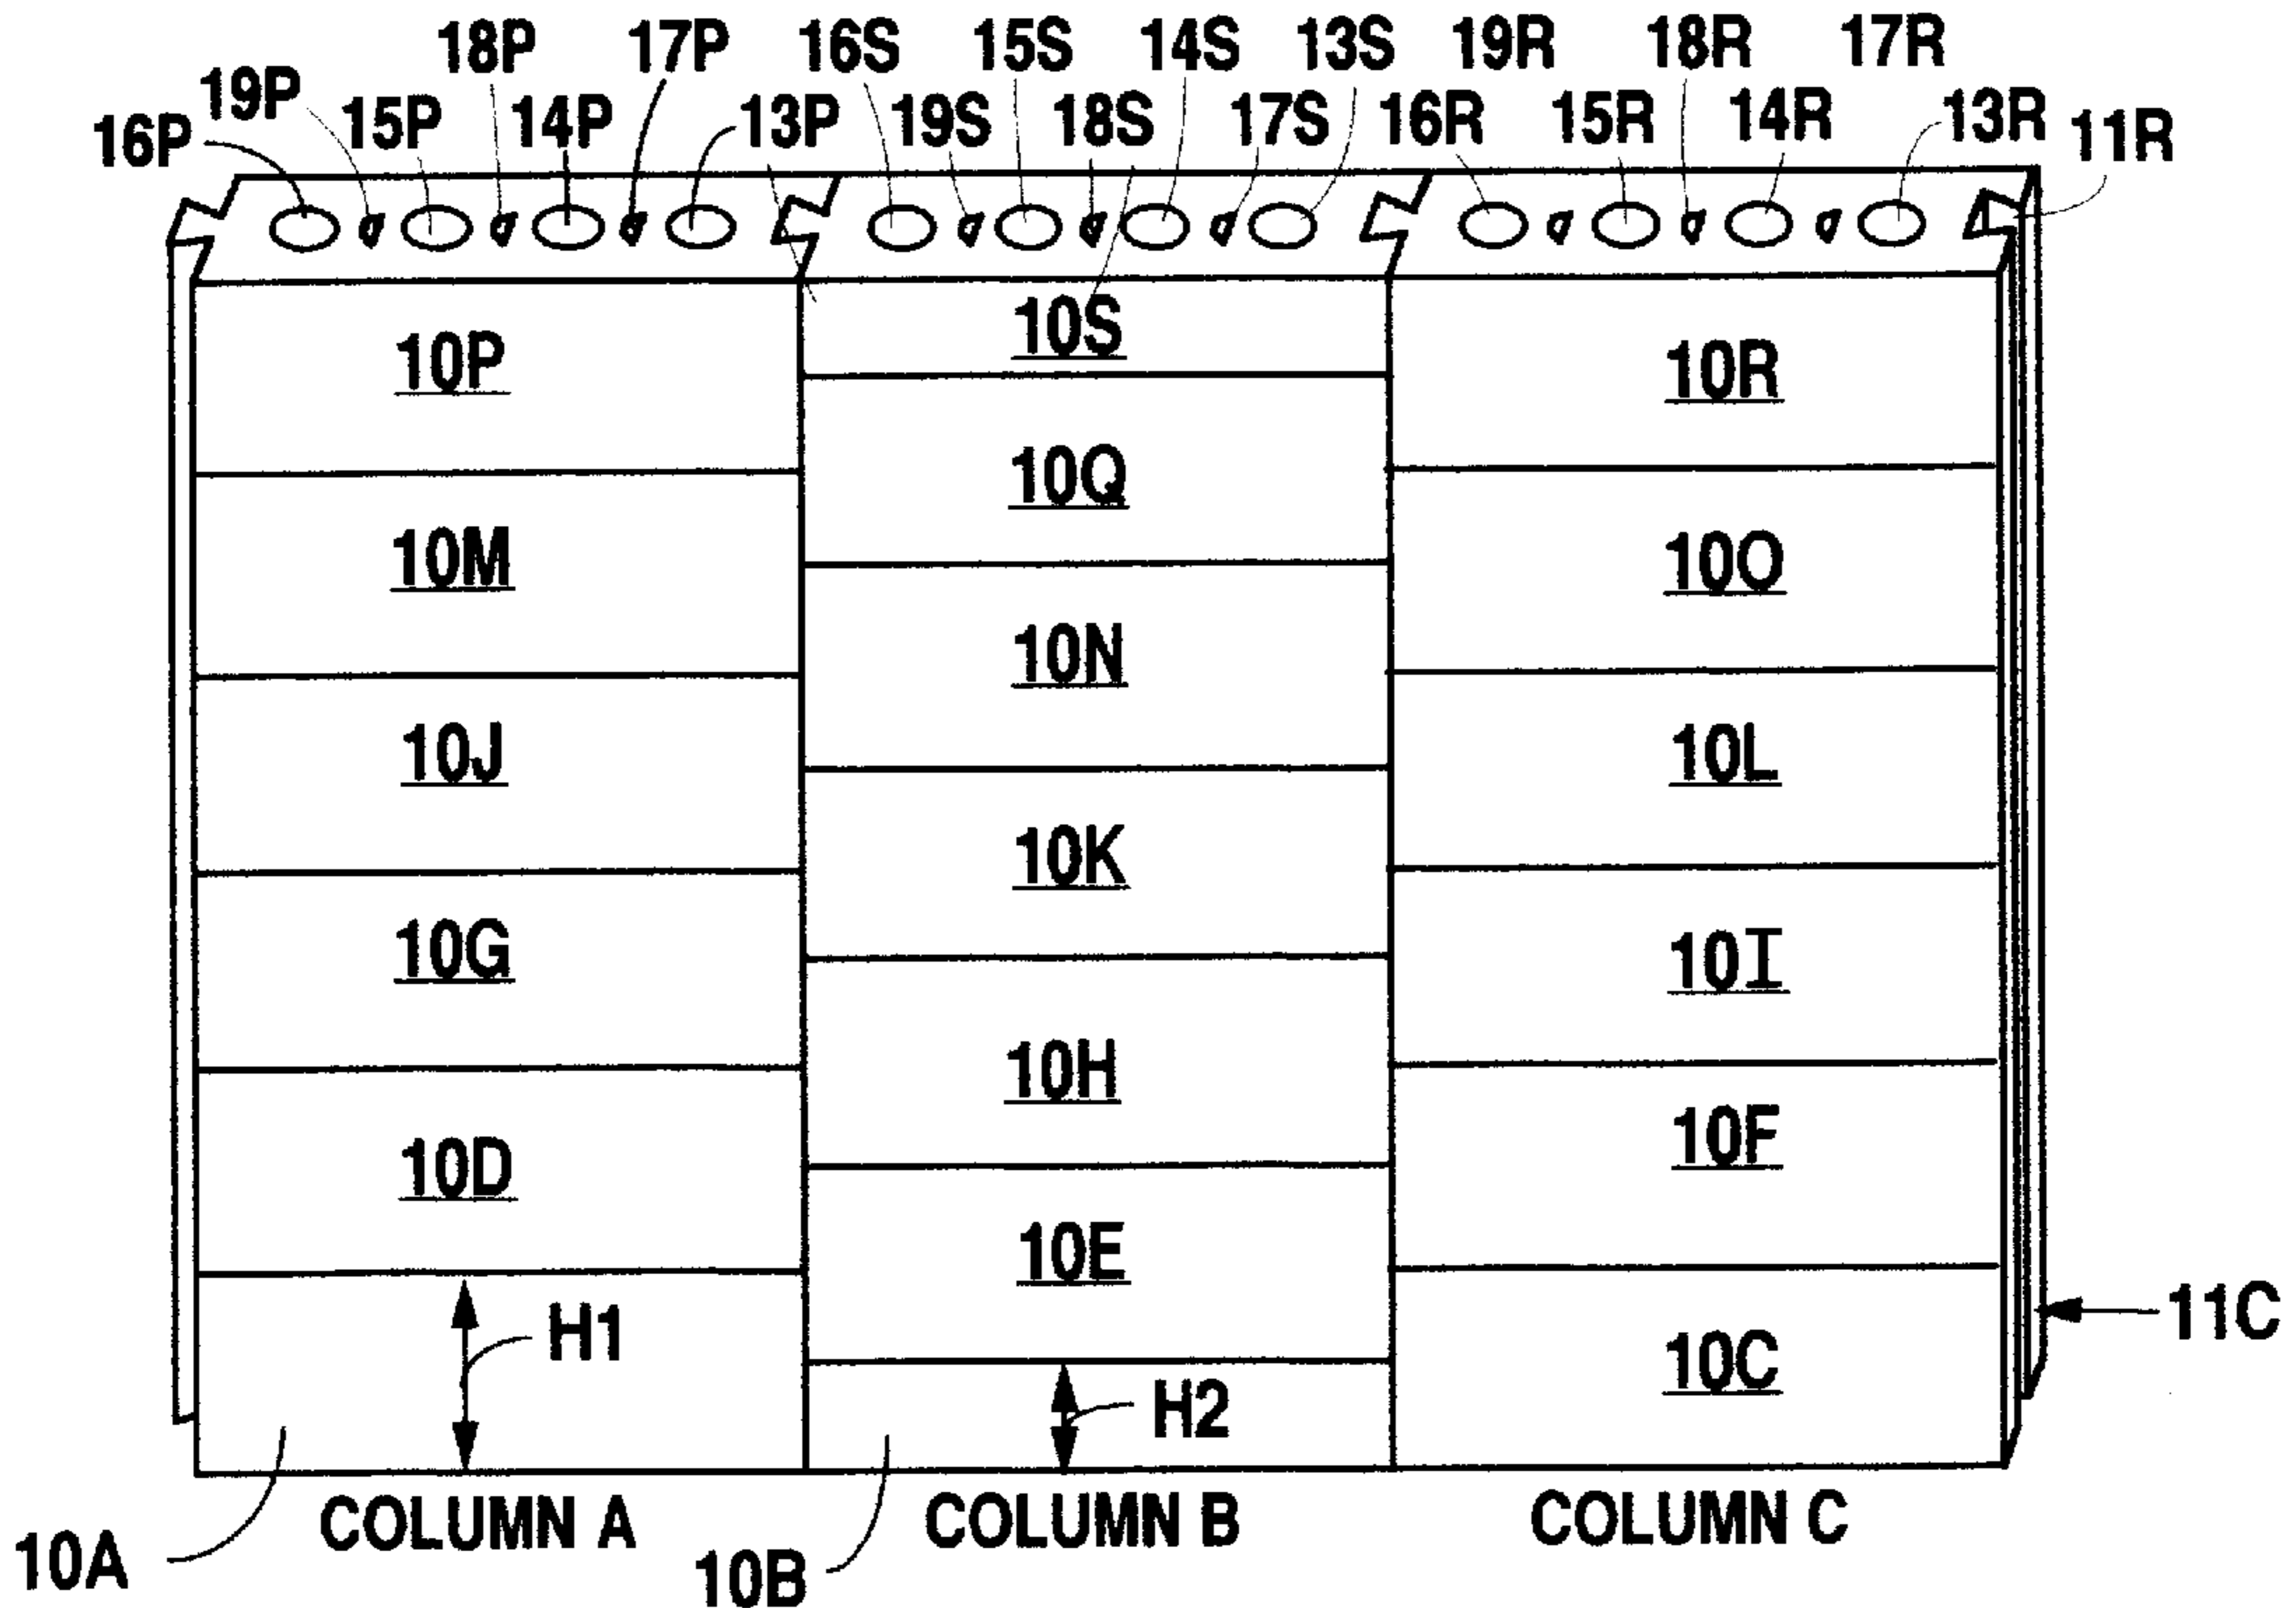 18P 17P 16S 15S 14S 13S 19R 18R 17R
16P 19P 15P 14P 13P 19S 18S 17S 16R 15R 14R 13R 11R
10P 10S 10R
10Q
10M 10N 10O
10J 10K 10L
10G 10H 10I
10D 10E 10F
H1 H2 10C 11C
COLUMN A COLUMN B COLUMN C
10A 10B